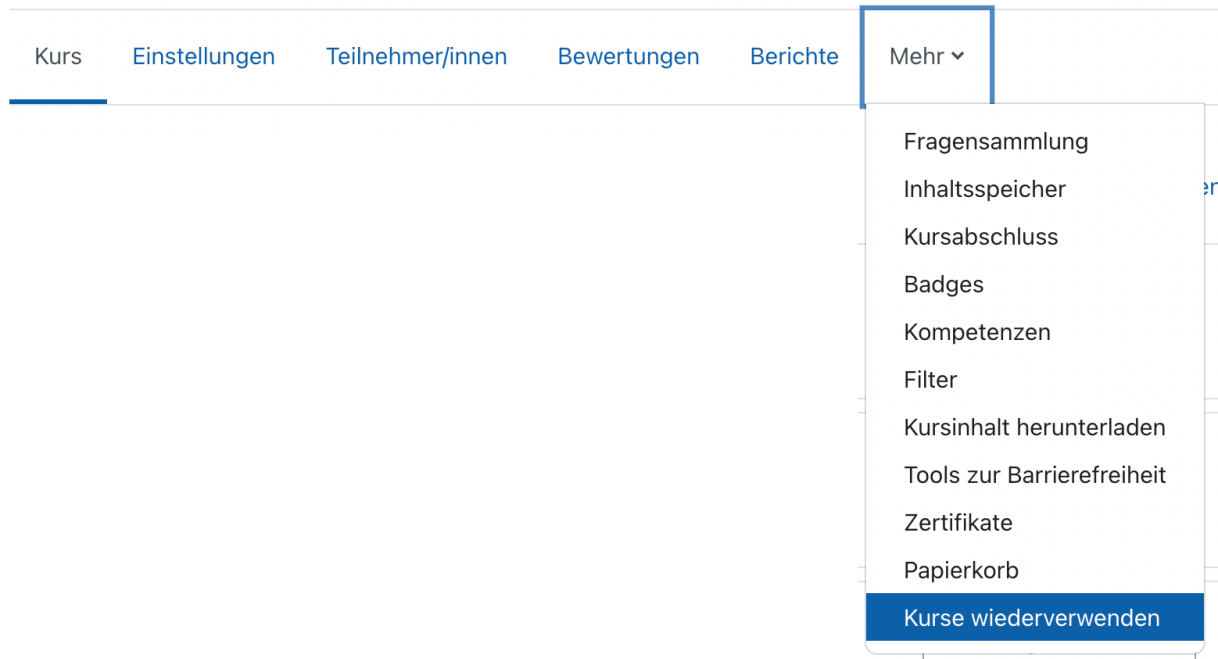 Kurs Einstellungen Teilnehmer/innen Bewertungen Berichte Mehr
Fragensammlung
Inhaltsspeicher
Kursabschluss
Badges
Kompetenzen
Filter
Kursinhalt herunterladen
Tools zur Barrierefreiheit
Zertifikate
Papierkorb
Kurse wiederverwenden